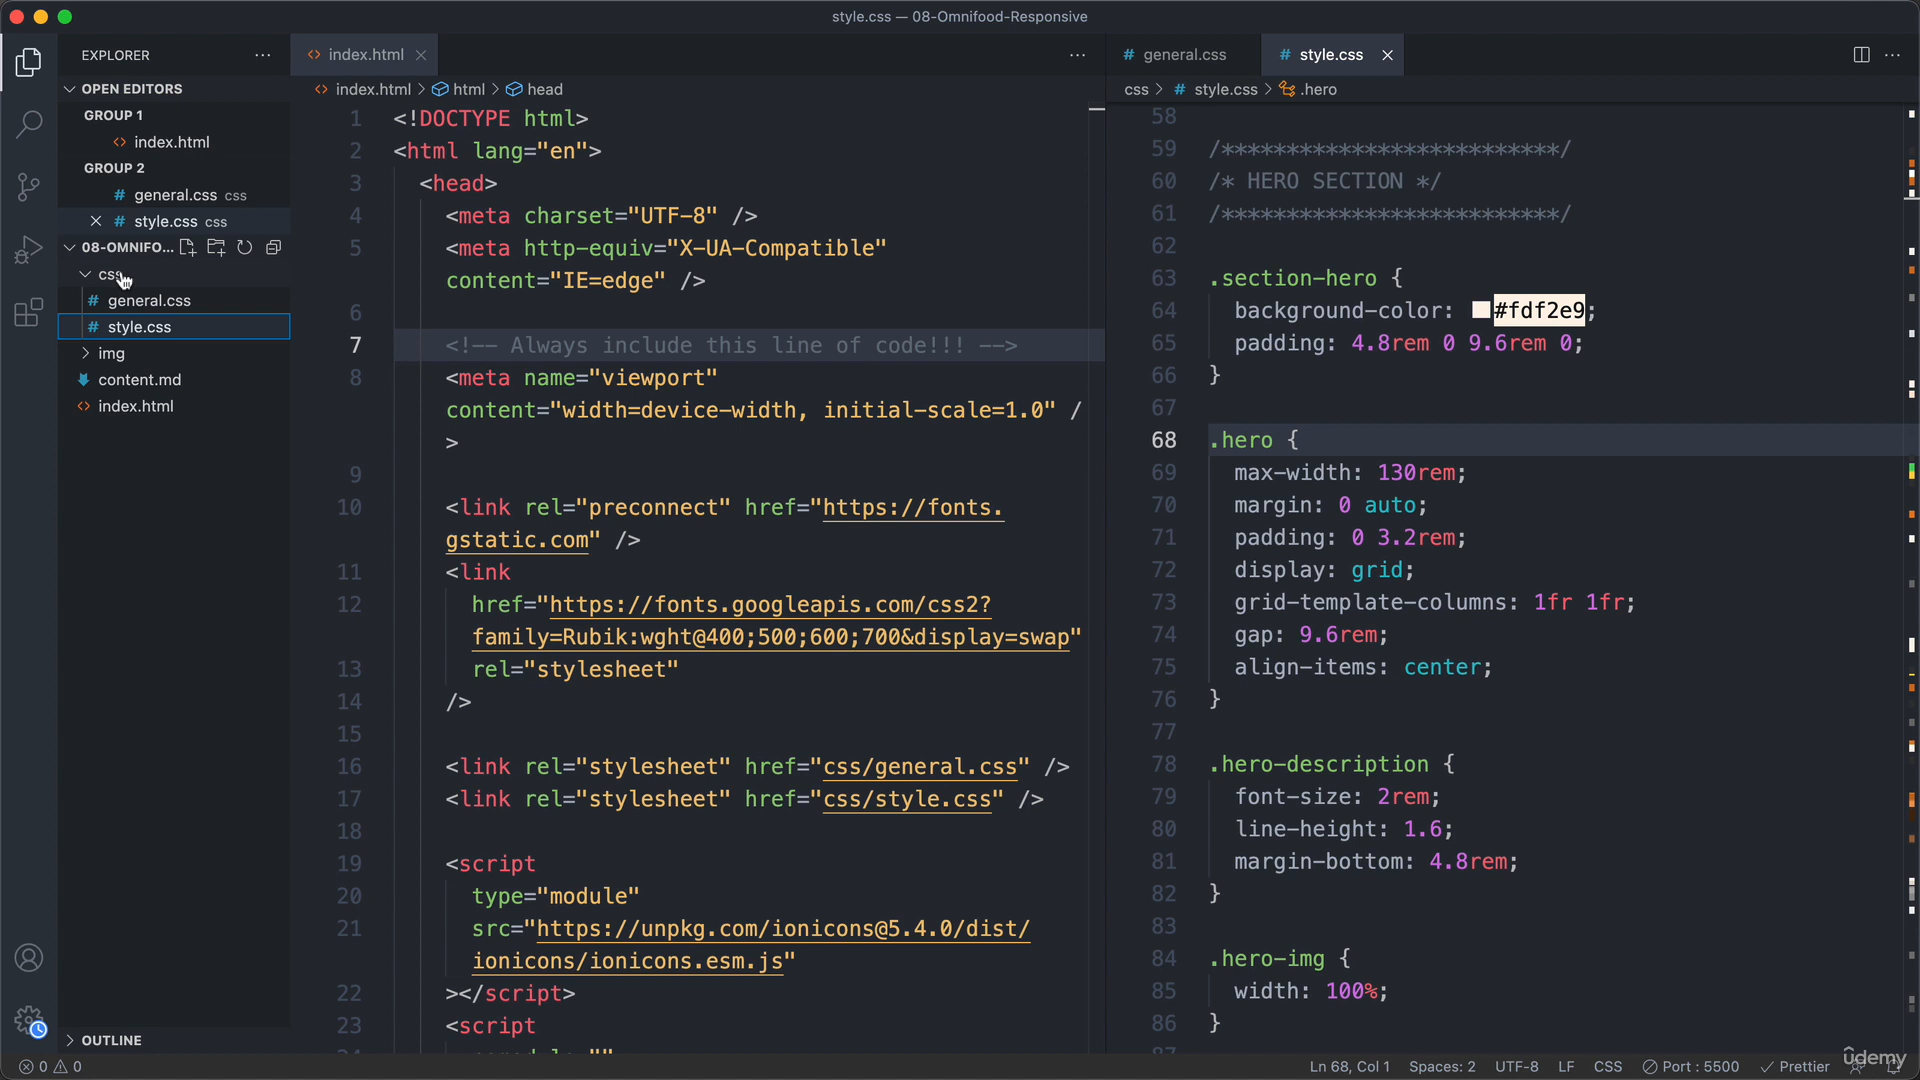 style.css — 08-Omnifood-Responsive
EXPLORER
OPEN EDITORS
GROUP 1
index.html
GROUP 2
general.css css
style.css css
08-OMNIFO...
css
general.css
style.css
img
content.md
index.html
OUTLINE
index.html
index.html > html > head
1 <!DOCTYPE html>
2 <html lang="en">
3 <head>
4 <meta charset="UTF-8" />
5 <meta http-equiv="X-UA-Compatible"
content="IE=edge" />
6
7 <!-- Always include this line of code!!! -->
8 <meta name="viewport"
content="width=device-width, initial-scale=1.0" /
>
9
10 <link rel="preconnect" href="https://fonts.
gstatic.com" />
11 <link
12 href="https://fonts.googleapis.com/css2?
family=Rubik:wght@400;500;600;700&display=swap"
13 rel="stylesheet"
14 />
15
16 <link rel="stylesheet" href="css/general.css" />
17 <link rel="stylesheet" href="css/style.css" />
18
19 <script
20 type="module"
21 src="https://unpkg.com/ionicons@5.4.0/dist/
ionicons/ionicons.esm.js"
22 ></script>
23 <script
general.css
style.css
css > style.css > .hero
58
59 /**************************/
60 /* HERO SECTION */
61 /**************************/
62
63 .section-hero {
64 background-color: #fdf2e9;
65 padding: 4.8rem 0 9.6rem 0;
66 }
67
68 .hero {
69 max-width: 130rem;
70 margin: 0 auto;
71 padding: 0 3.2rem;
72 display: grid;
73 grid-template-columns: 1fr 1fr;
74 gap: 9.6rem;
75 align-items: center;
76 }
77
78 .hero-description {
79 font-size: 2rem;
80 line-height: 1.6;
81 margin-bottom: 4.8rem;
82 }
83
84 .hero-img {
85 width: 100%;
86 }
0 0
Ln 68, Col 1 Spaces: 2 UTF-8 LF CSS Port : 5500 Prettier
udemy